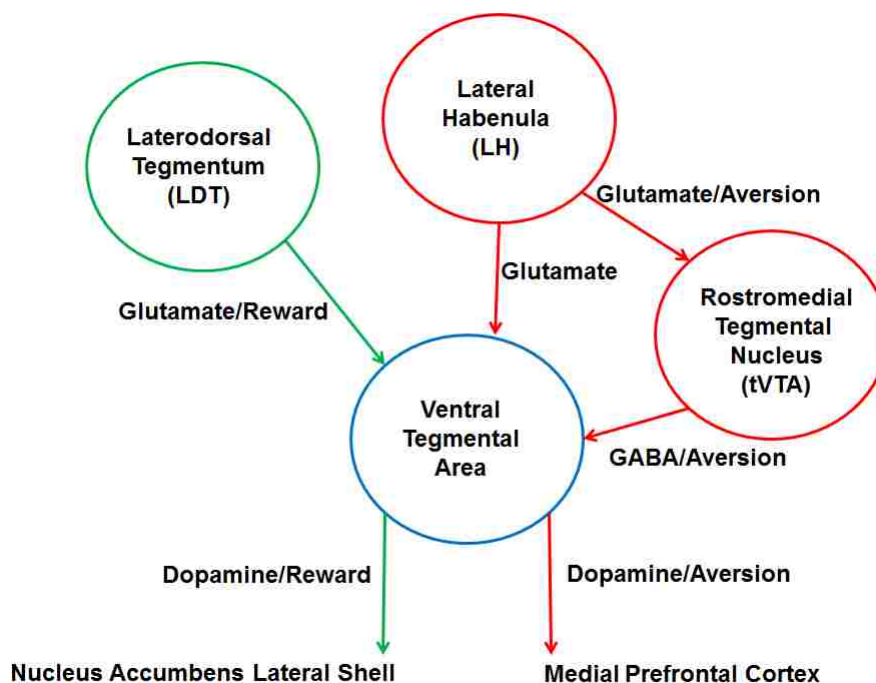 Laterodorsal
Tegmentum
(LDT)
Lateral
Habenula
(LH)
Glutamate/Aversion
Glutamate
Glutamate/Reward
Rostromedial
Tegmental
Nucleus
(tVTA)
Ventral
Tegmental
Area
GABA/Aversion
Dopamine/Reward
Dopamine/Aversion
Nucleus Accumbens Lateral Shell
Medial Prefrontal Cortex